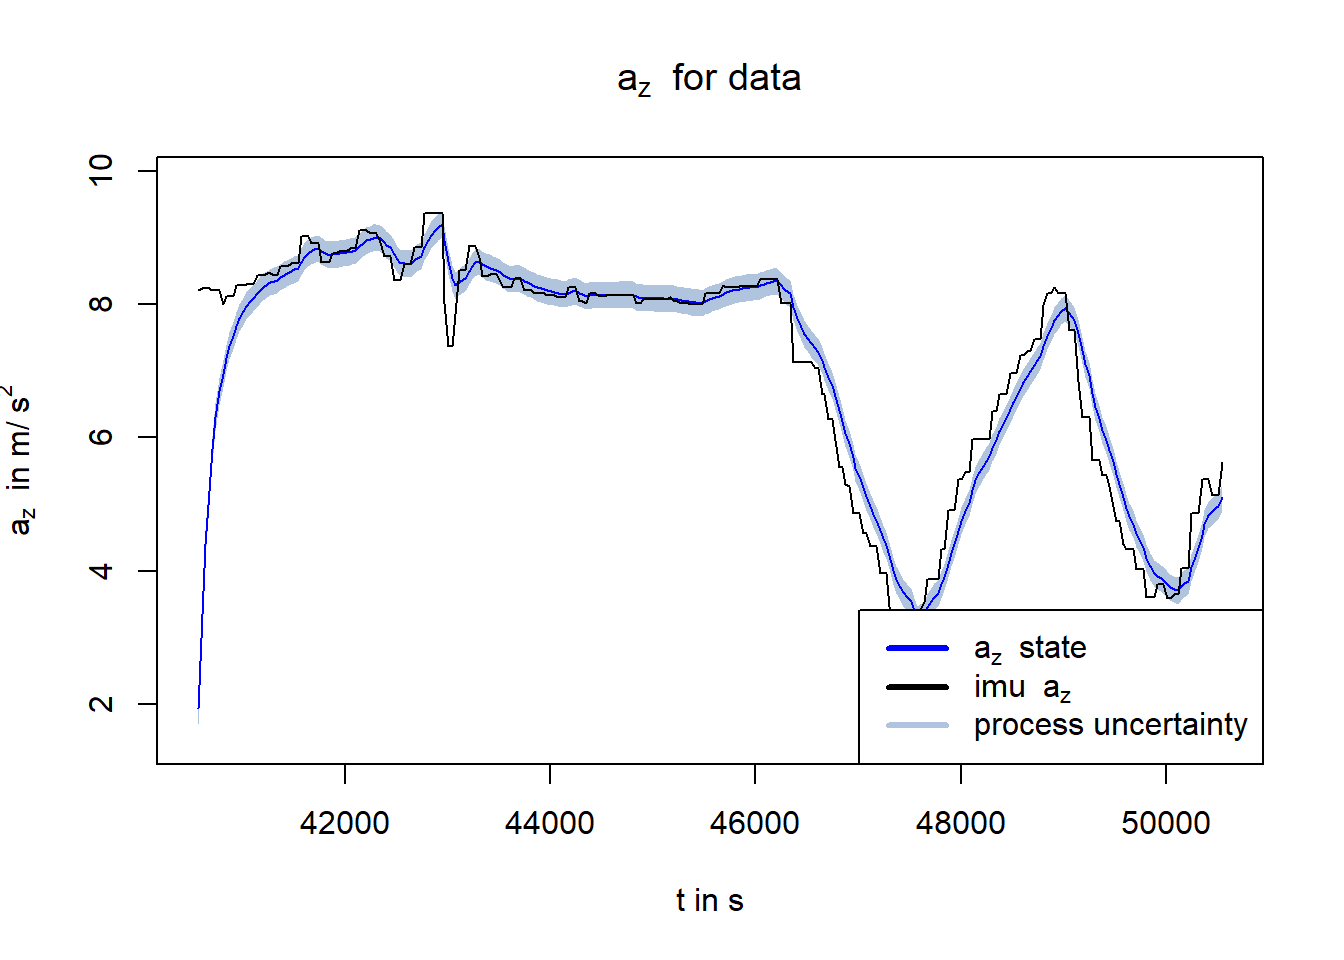 a_z for data
10
8
6
4
2
a_z in m/s²
42000
44000
46000
48000
50000
t in s
a_z state
imu a_z
process uncertainty